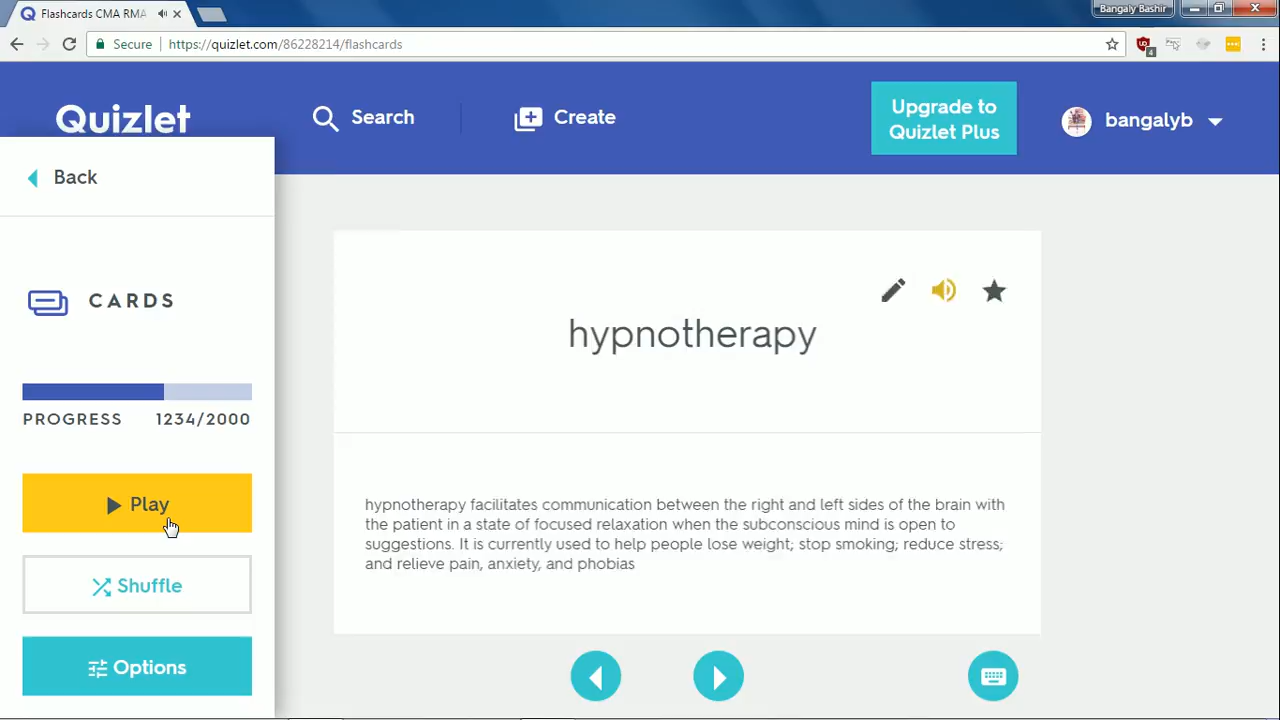 Flashcards CMA RMA
Bangaly Bashir
Secure
https://quizlet.com/86228214/flashcards
4
Quizlet
Search
Create
Upgrade to
Quizlet Plus
bangalyb
Back
CARDS
PROGRESS 1234/2000
Play
Shuffle
Options
hypnotherapy
hypnotherapy facilitates communication between the right and left sides of the brain with
the patient in a state of focused relaxation when the subconscious mind is open to
suggestions. It is currently used to help people lose weight; stop smoking; reduce stress;
and relieve pain, anxiety, and phobias